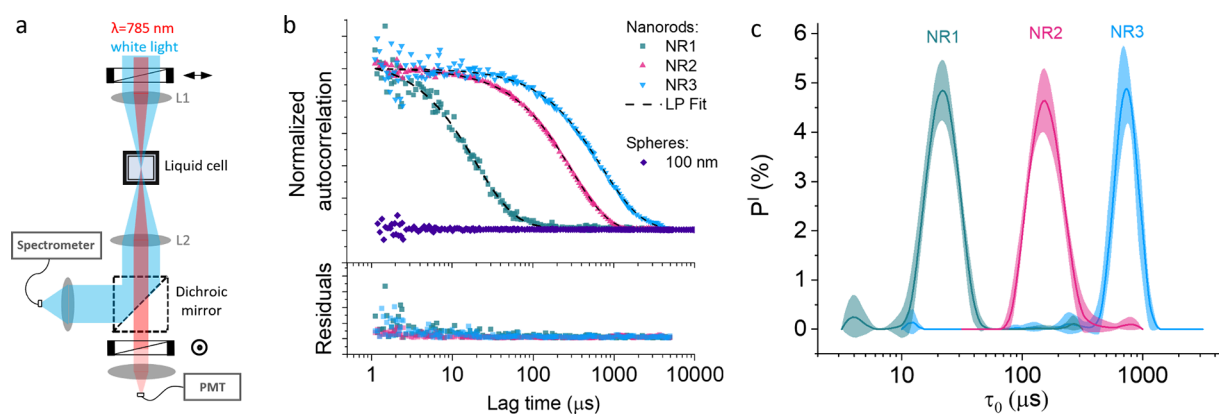 a
λ=785 nm
white light
L1
Liquid cell
L2
Spectrometer
Dichroic
mirror
PMT
b
Normalized
autocorrelation
Nanorods:
NR1
NR2
NR3
LP Fit
Spheres:
100 nm
Residuals
1
10
100
1000
10000
Lag time (μs)
c
6
5
4
3
2
1
0
Pᴵ (%)
NR1
NR2
NR3
10
100
1000
τ₀ (μs)